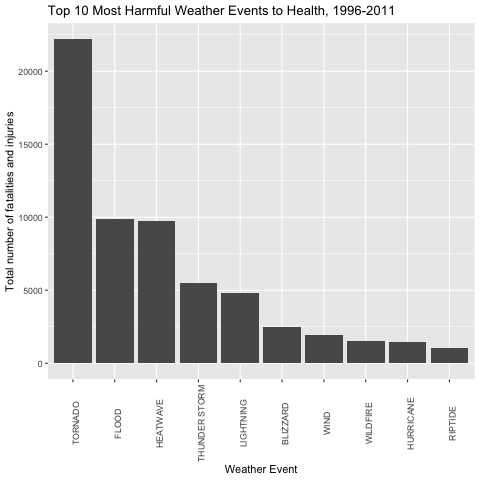 Top 10 Most Harmful Weather Events to Health, 1996-2011
Total number of fatalities and injuries
20000
15000
10000
5000
0
TORNADO
FLOOD
HEATWAVE
THUNDER STORM
LIGHTNING
BLIZZARD
WIND
WILDFIRE
HURRICANE
RIPTIDE
Weather Event